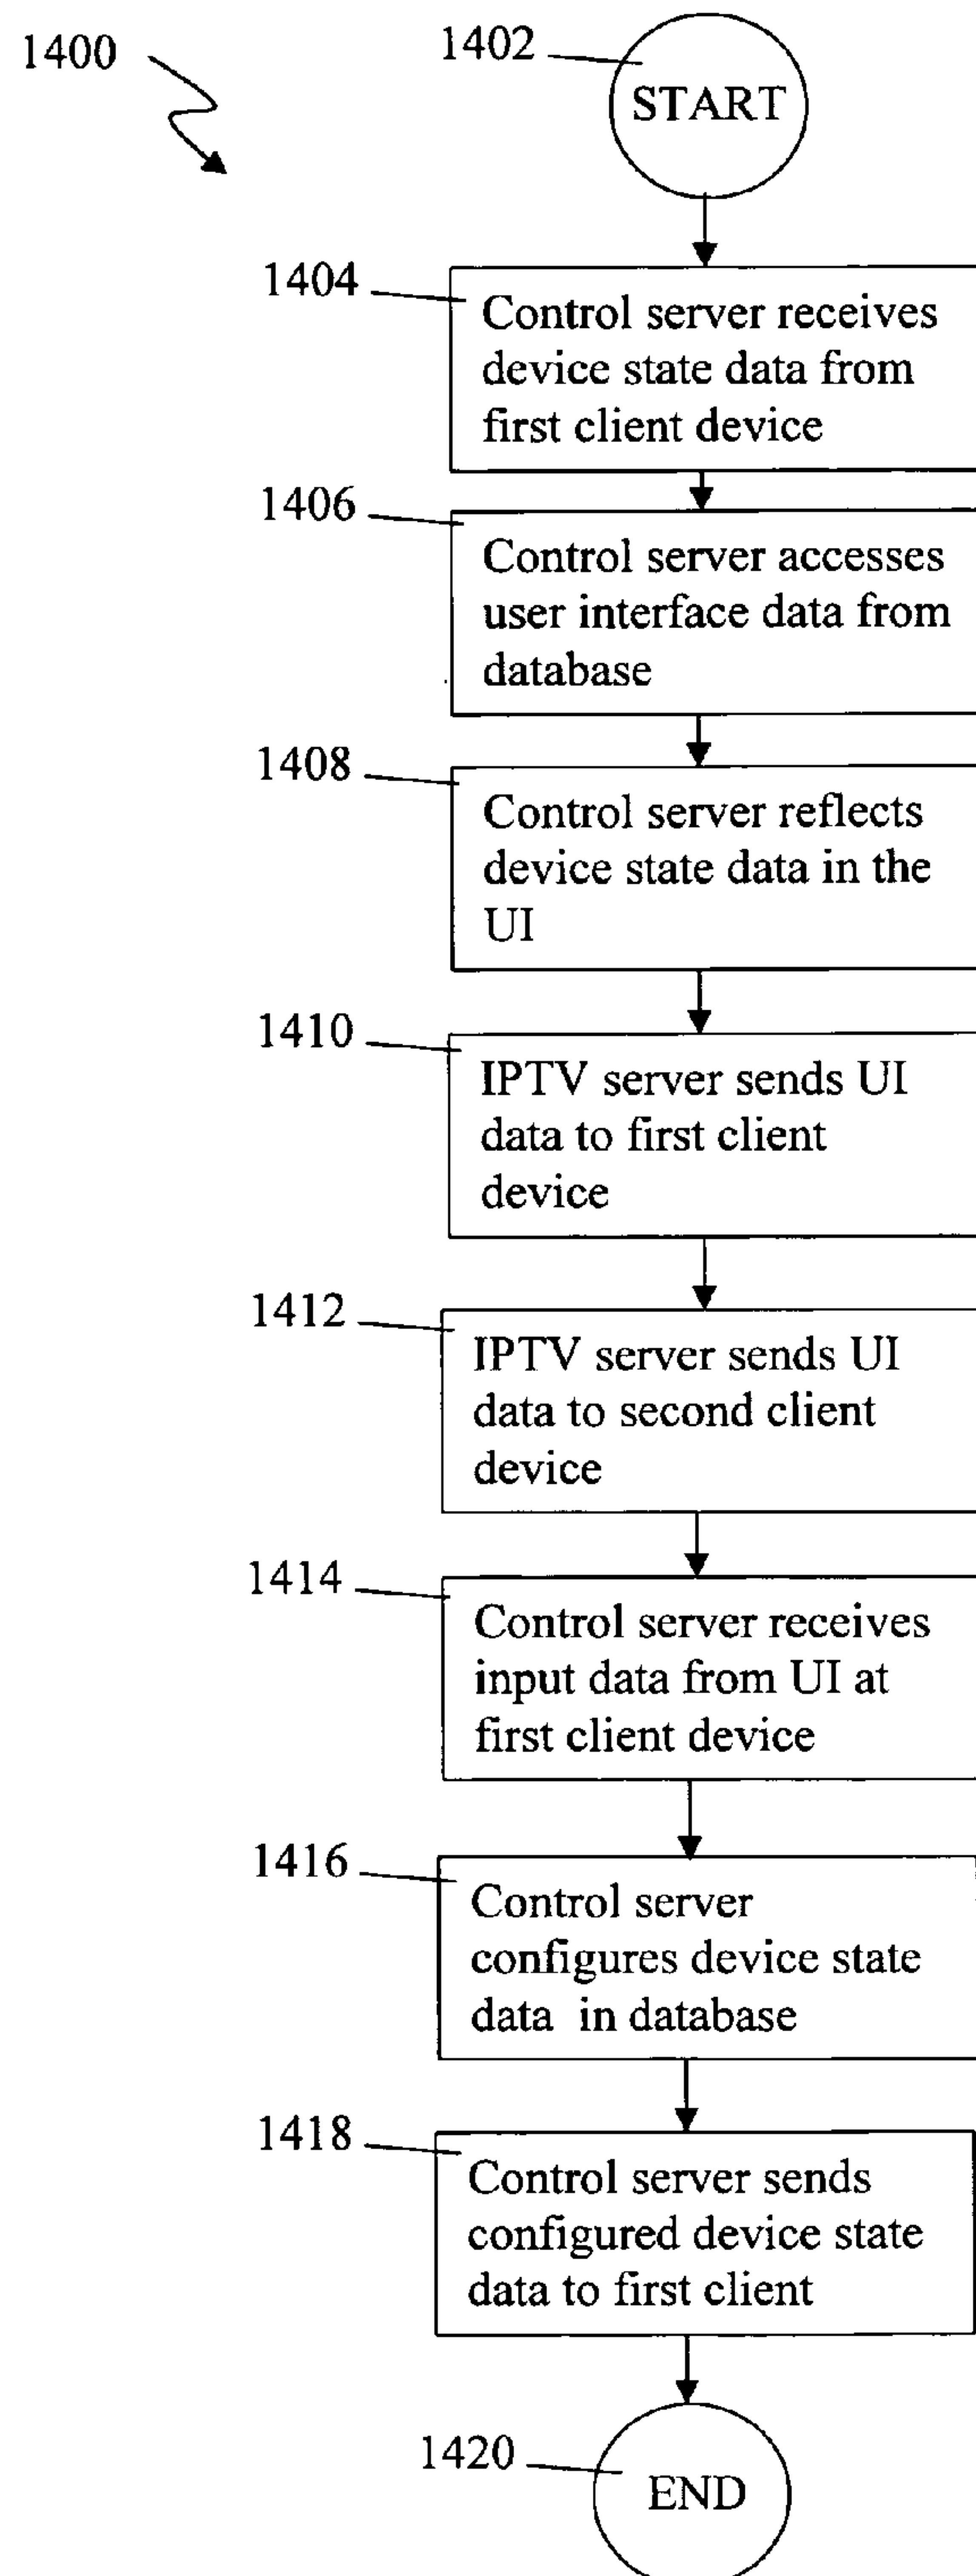 1400
1402
START
1404
Control server receives
device state data from
first client device
1406
Control server accesses
user interface data from
database
1408
Control server reflects
device state data in the
UI
1410
IPTV server sends UI
data to first client
device
1412
IPTV server sends UI
data to second client
device
1414
Control server receives
input data from UI at
first client device
1416
Control server
configures device state
data in database
1418
Control server sends
configured device state
data to first client
1420
END